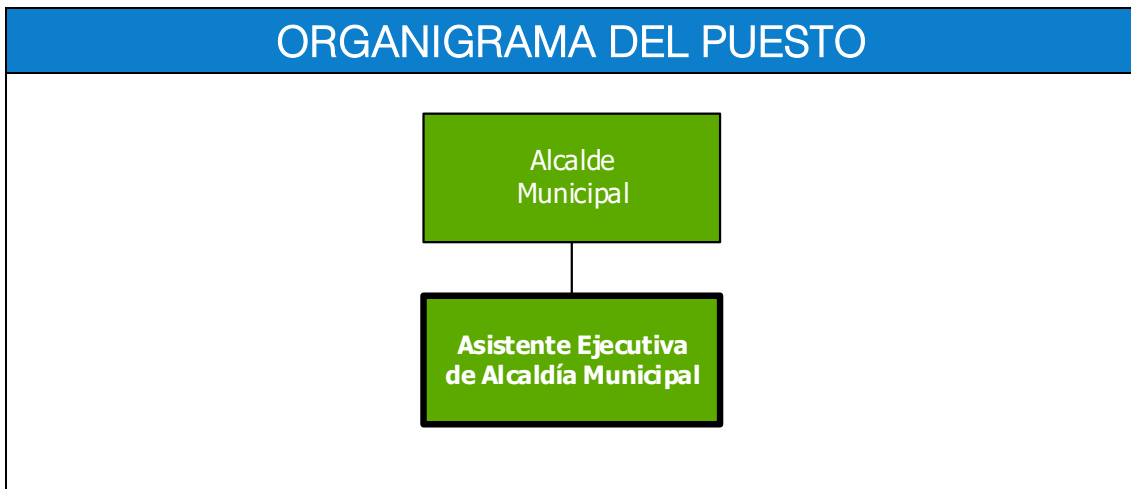 ORGANIGRAMA DEL PUESTO
Alcalde
Municipal
Asistente Ejecutiva
de Alcaldía Municipal